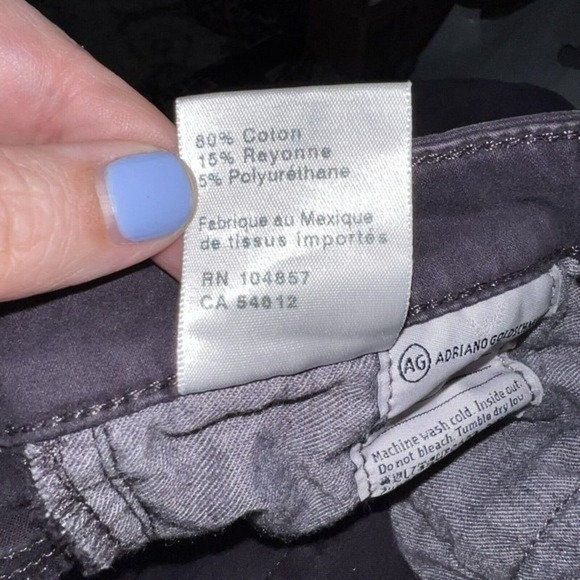 80% Coton
15% Rayonne
5% Polyuréthane
Fabriqué au Mexique
de tissus importés
RN 104857
CA 54612
AG ADRIANO GOLDSCHM
Machine wash cold. Inside out.
Do not bleach. Tumble dry low